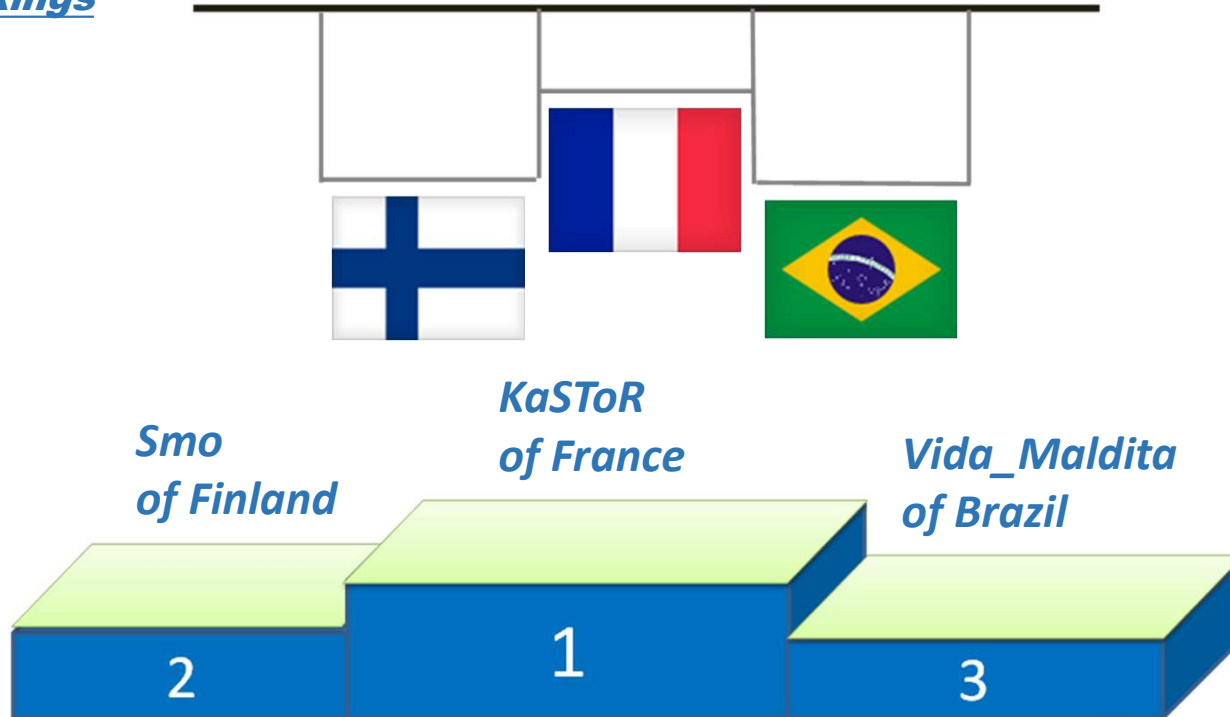 KaSToR
of France
Smo
of Finland
Vida_Maldita
of Brazil
1
2
3